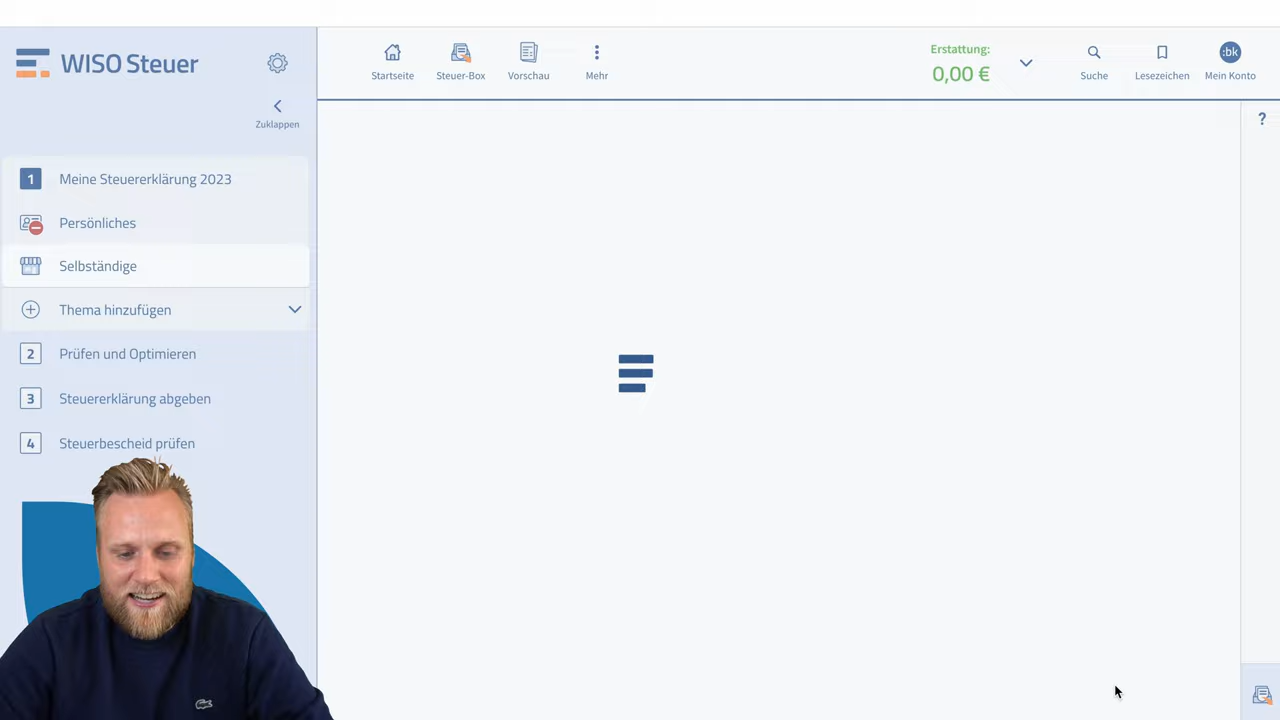 WISO Steuer
Zuklappen
1 Meine Steuererklärung 2023
Persönliches
Selbständige
Thema hinzufügen
2 Prüfen und Optimieren
3 Steuererklärung abgeben
4 Steuerbescheid prüfen
Startseite
Steuer-Box
Vorschau
Mehr
Erstattung:
0,00 €
Suche
Lesezeichen
:bk
Mein Konto
?